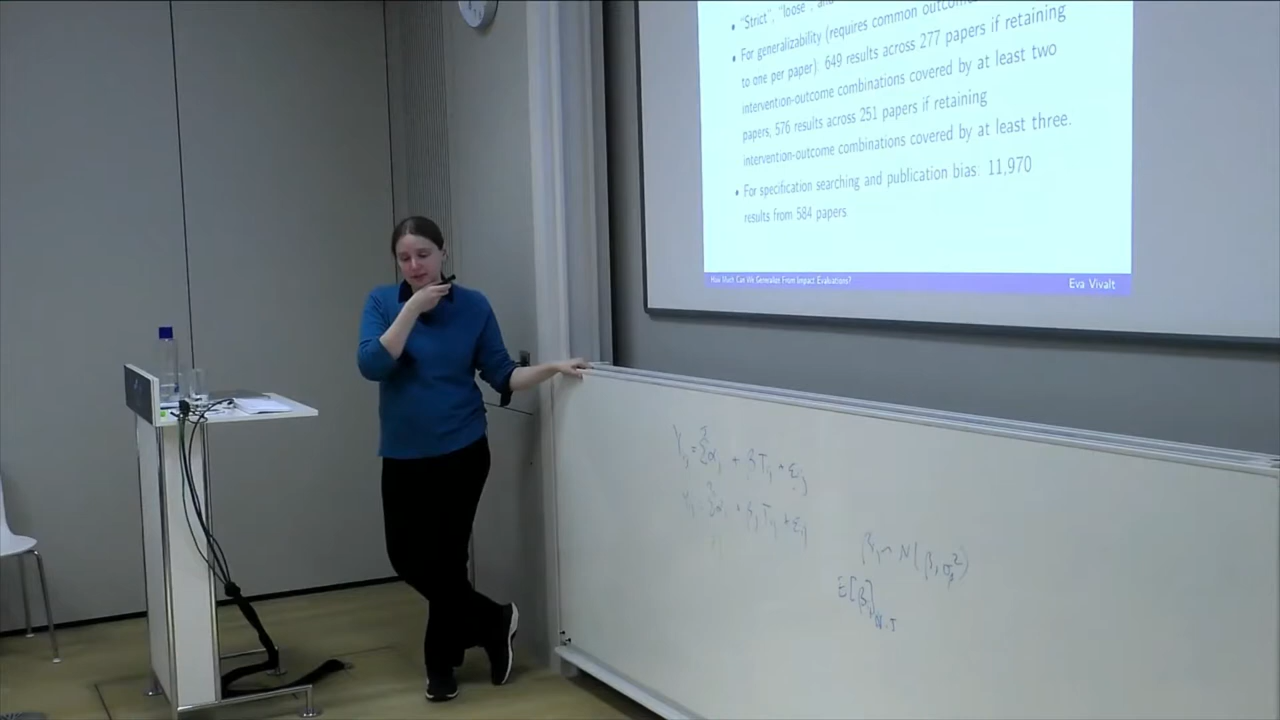 • "Strict", "loose", and
• For generalizability (requires common outcomes
to one per paper): 649 results across 277 papers if retaining
intervention-outcome combinations covered by at least two
papers, 576 results across 251 papers if retaining
intervention-outcome combinations covered by at least three.
• For specification searching and publication bias: 11,970
results from 584 papers
How Much Can We Generalize From Impact Evaluations?
Eva Vivalt
β_j ~ N(β, σ_β²)